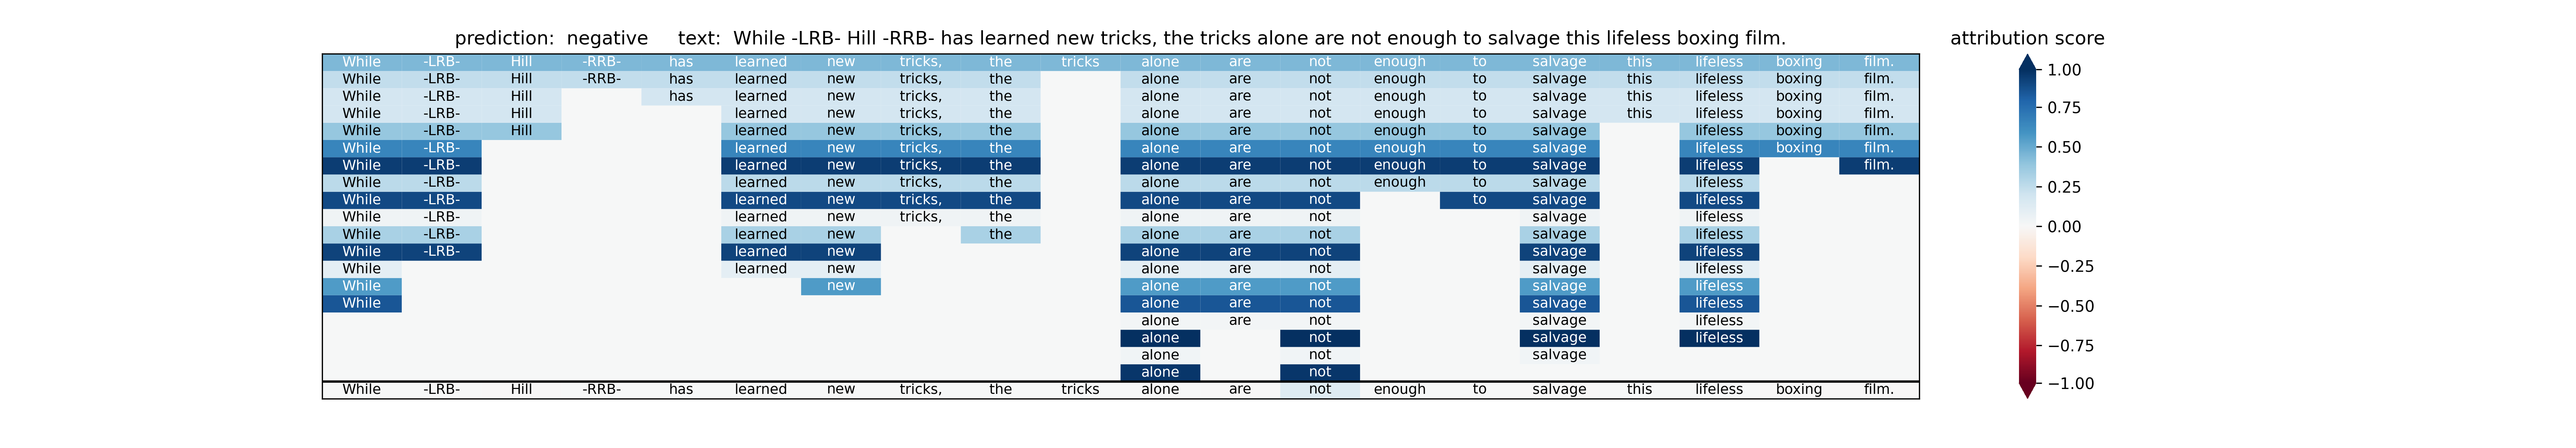 prediction: negative text: While -LRB- Hill -RRB- has learned new tricks, the tricks alone are not enough to salvage this lifeless boxing film.
attribution score
While -LRB- Hill -RRB- has learned new tricks, the tricks alone are not enough to salvage this lifeless boxing film.
While -LRB- Hill -RRB- has learned new tricks, the alone are not enough to salvage this lifeless boxing film.
While -LRB- Hill has learned new tricks, the alone are not enough to salvage this lifeless boxing film.
While -LRB- Hill learned new tricks, the alone are not enough to salvage this lifeless boxing film.
While -LRB- Hill learned new tricks, the alone are not enough to salvage lifeless boxing film.
While -LRB- learned new tricks, the alone are not enough to salvage lifeless boxing film.
While -LRB- learned new tricks, the alone are not enough to salvage lifeless film.
While -LRB- learned new tricks, the alone are not enough to salvage lifeless
While -LRB- learned new tricks, the alone are not to salvage lifeless
While -LRB- learned new tricks, the alone are not salvage lifeless
While -LRB- learned new the alone are not salvage lifeless
While -LRB- learned new alone are not salvage lifeless
While learned new alone are not salvage lifeless
While new alone are not salvage lifeless
While alone are not salvage lifeless
alone are not salvage lifeless
alone not salvage lifeless
alone not salvage
alone not
While -LRB- Hill -RRB- has learned new tricks, the tricks alone are not enough to salvage this lifeless boxing film.
1.00
0.75
0.50
0.25
0.00
−0.25
−0.50
−0.75
−1.00